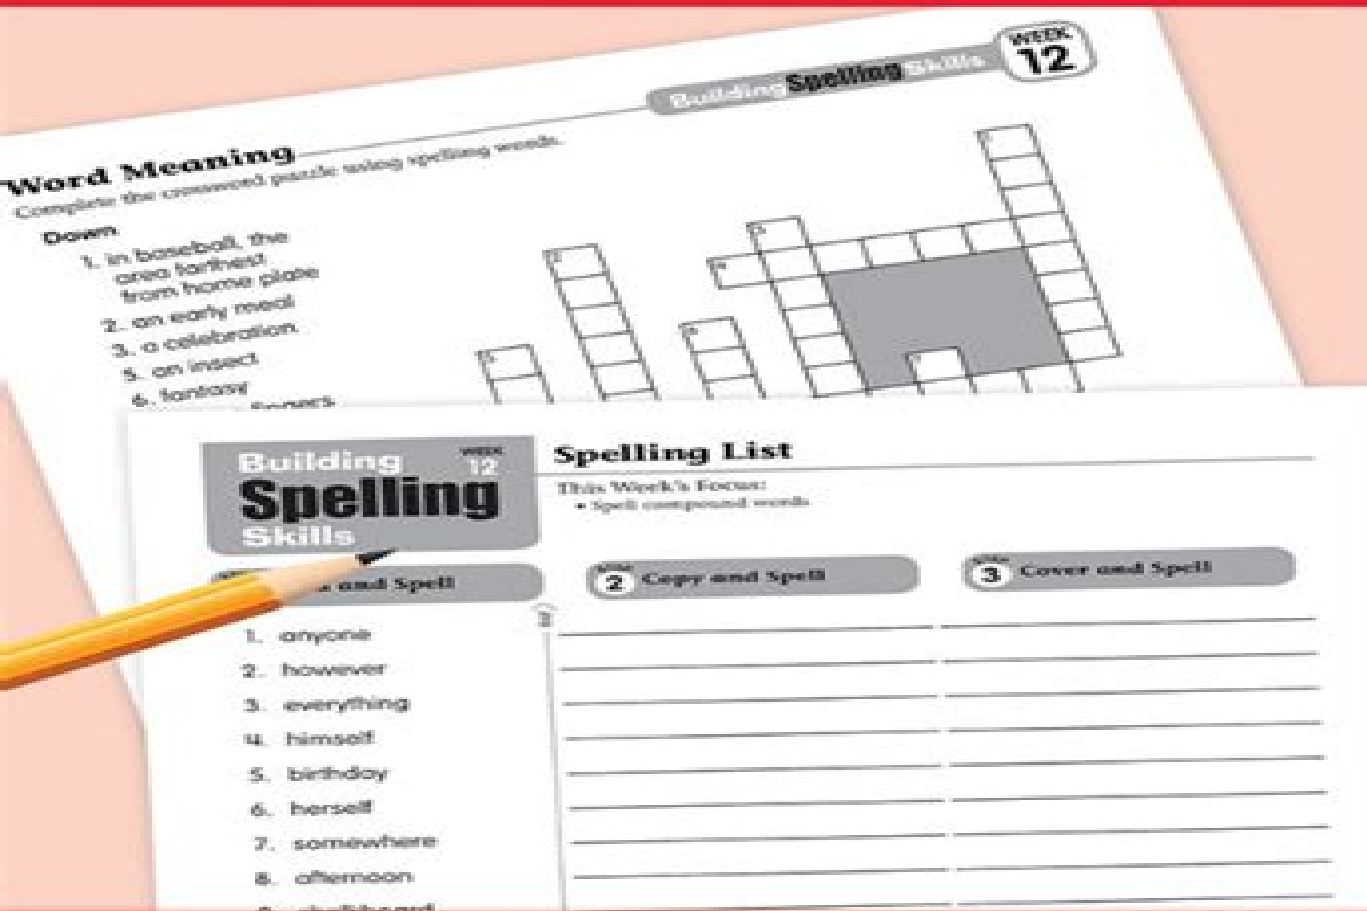 WEEK
12
Building Spelling Skills
Word Meaning
Complete the crossword puzzle using spelling words.
Down
1. in baseball, the
area farthest
from home plate
2. an early meal
3. a celebration
5. an insect
6. fantasy
fingers
Building
WEEK
12
Spelling
Skills
Spelling List
This Week's Focus:
• Spell compound words
and Spell
2 Copy and Spell
3 Cover and Spell
1. anyone
2. however
3. everything
4. himself
5. birthday
6. herself
7. somewhere
8. afternoon
9. chalkboard